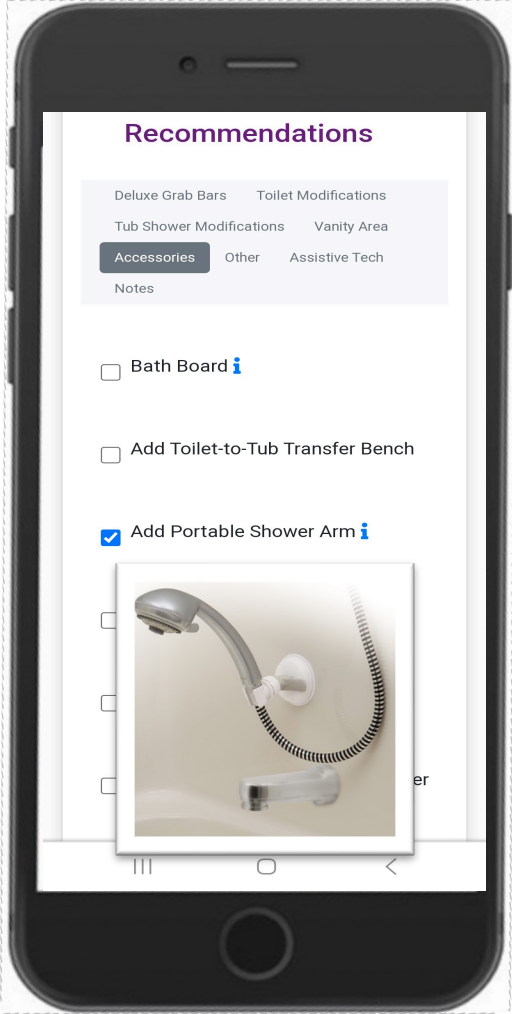 Recommendations
Deluxe Grab Bars Toilet Modifications
Tub Shower Modifications Vanity Area
Accessories Other Assistive Tech
Notes
Bath Board
Add Toilet-to-Tub Transfer Bench
Add Portable Shower Arm
er